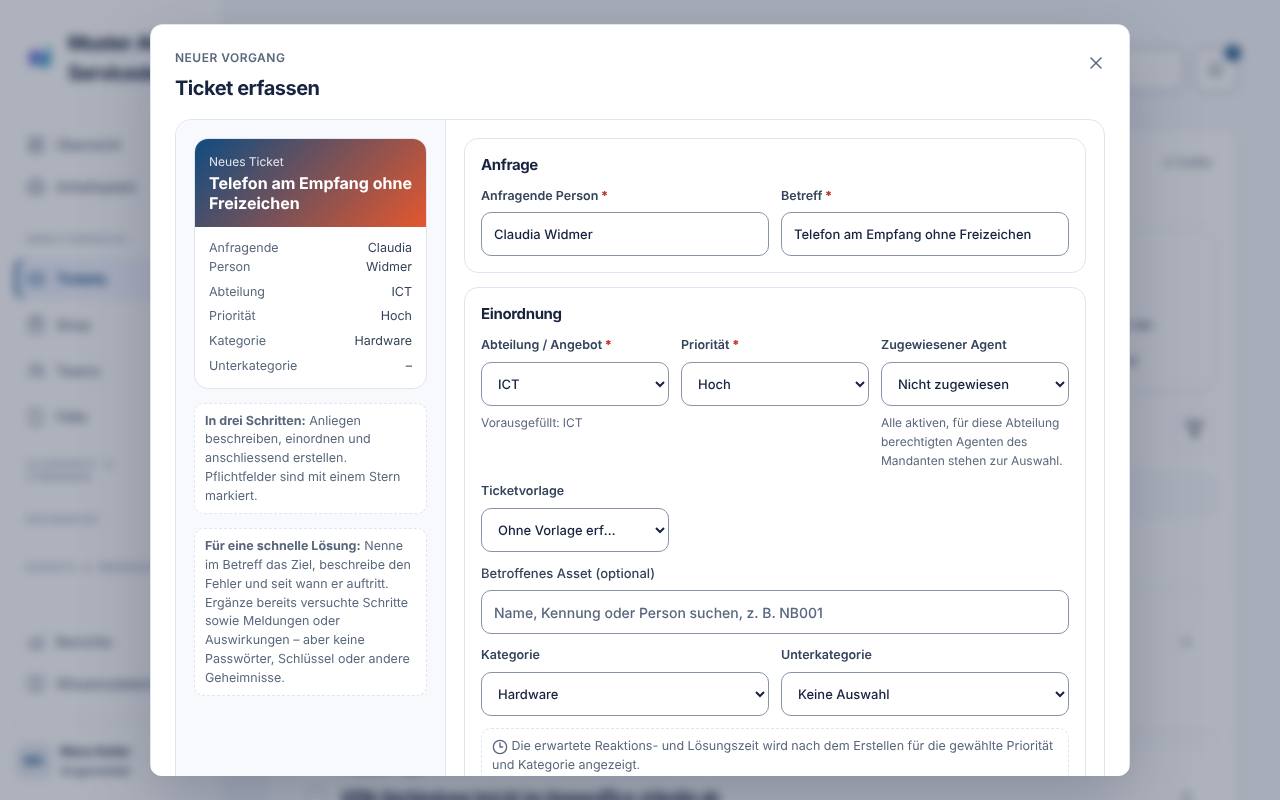 NEUER VORGANG
Ticket erfassen
Neues Ticket
Telefon am Empfang ohne
Freizeichen
Anfragende Person Claudia Widmer
Abteilung ICT
Priorität Hoch
Kategorie Hardware
Unterkategorie –
In drei Schritten: Anliegen
beschreiben, einordnen und
anschliessend erstellen.
Pflichtfelder sind mit einem Stern
markiert.
Für eine schnelle Lösung: Nenne
im Betreff das Ziel, beschreibe den
Fehler und seit wann er auftritt.
Ergänze bereits versuchte Schritte
sowie Meldungen oder
Auswirkungen – aber keine
Passwörter, Schlüssel oder andere
Geheimnisse.
Anfrage
Anfragende Person * Betreff *
Claudia Widmer Telefon am Empfang ohne Freizeichen
Einordnung
Abteilung / Angebot * Priorität * Zugewiesener Agent
ICT Hoch Nicht zugewiesen
Vorausgefüllt: ICT
Alle aktiven, für diese Abteilung
berechtigten Agenten des
Mandanten stehen zur Auswahl.
Ticketvorlage
Ohne Vorlage erf...
Betroffenes Asset (optional)
Name, Kennung oder Person suchen, z. B. NB001
Kategorie Unterkategorie
Hardware Keine Auswahl
Die erwartete Reaktions- und Lösungszeit wird nach dem Erstellen für die gewählte Priorität
und Kategorie angezeigt.